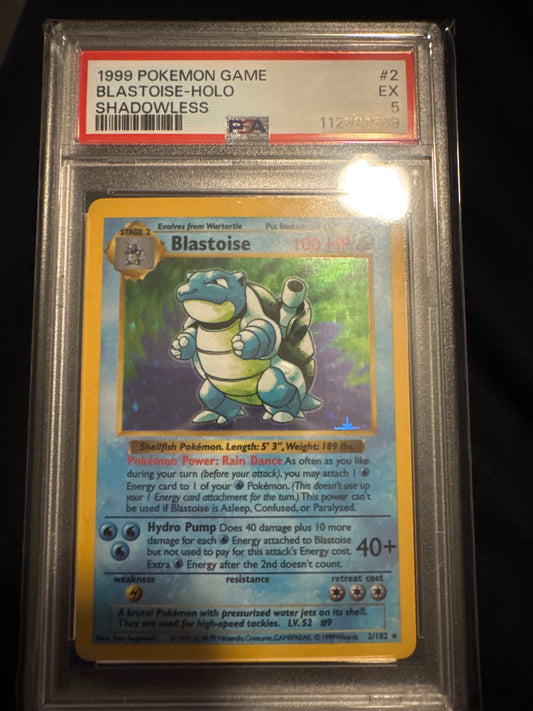 1999 POKEMON GAME #2
BLASTOISE-HOLO EX
SHADOWLESS 5
PSA
STAGE 2 Evolves from Wartortle Put Blastoise
Blastoise 100 HP
Shellfish Pokémon. Length: 5' 3", Weight: 189 lbs.
Pokémon Power: Rain Dance As often as you like
during your turn (before your attack), you may attach 1
Energy card to 1 of your Pokémon. (This doesn't use up
your 1 Energy card attachment for the turn.) This power can't
be used if Blastoise is Asleep, Confused, or Paralyzed.
Hydro Pump Does 40 damage plus 10 more
damage for each Energy attached to Blastoise
but not used to pay for this attack's Energy cost. 40+
Extra Energy after the 2nd doesn't count.
weakness resistance retreat cost
A brutal Pokémon with pressurized water jets on its shell.
They are used for high-speed tackles. LV. 52 #9
Nintendo, Creatures, GAMEFREAK. © 1999 Wizards. 2/102 ★